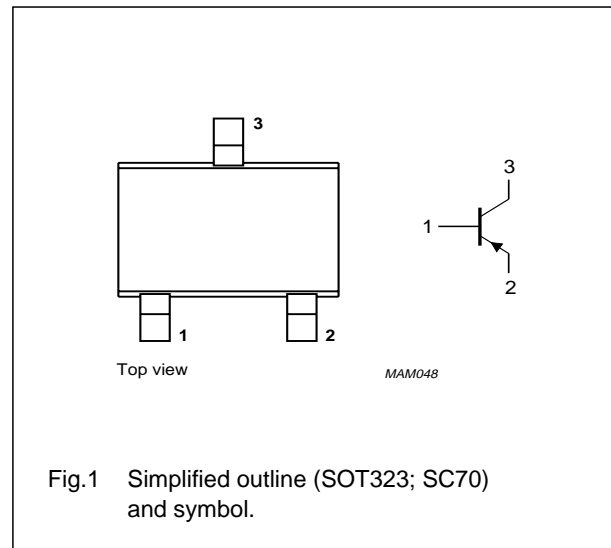 3
3
1
2
1
2
Top view
MAM048
Fig.1 Simplified outline (SOT323; SC70)
and symbol.